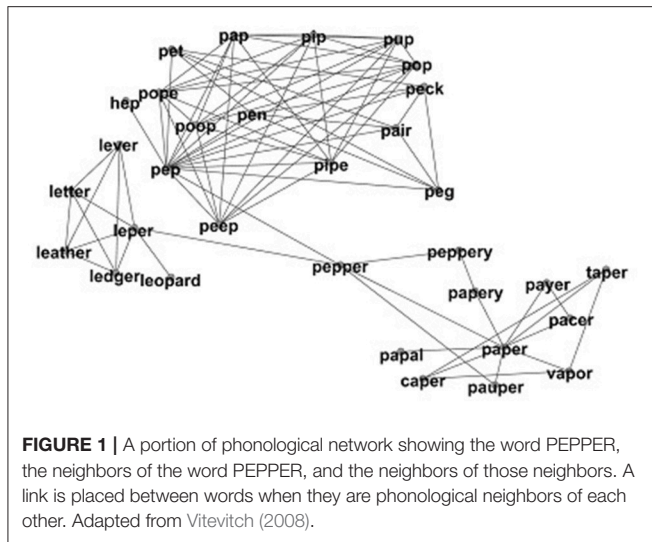 pap
pip
pup
pet
pop
peck
pope
hep
pen
poop
pair
lever
pep
pipe
letter
peg
leper
peep
leather
ledger
leopard
pepper
peppery
taper
payer
papery
pacer
papal
paper
caper
pauper
vapor
FIGURE 1 | A portion of phonological network showing the word PEPPER,
the neighbors of the word PEPPER, and the neighbors of those neighbors. A
link is placed between words when they are phonological neighbors of each
other. Adapted from Vitevitch (2008).